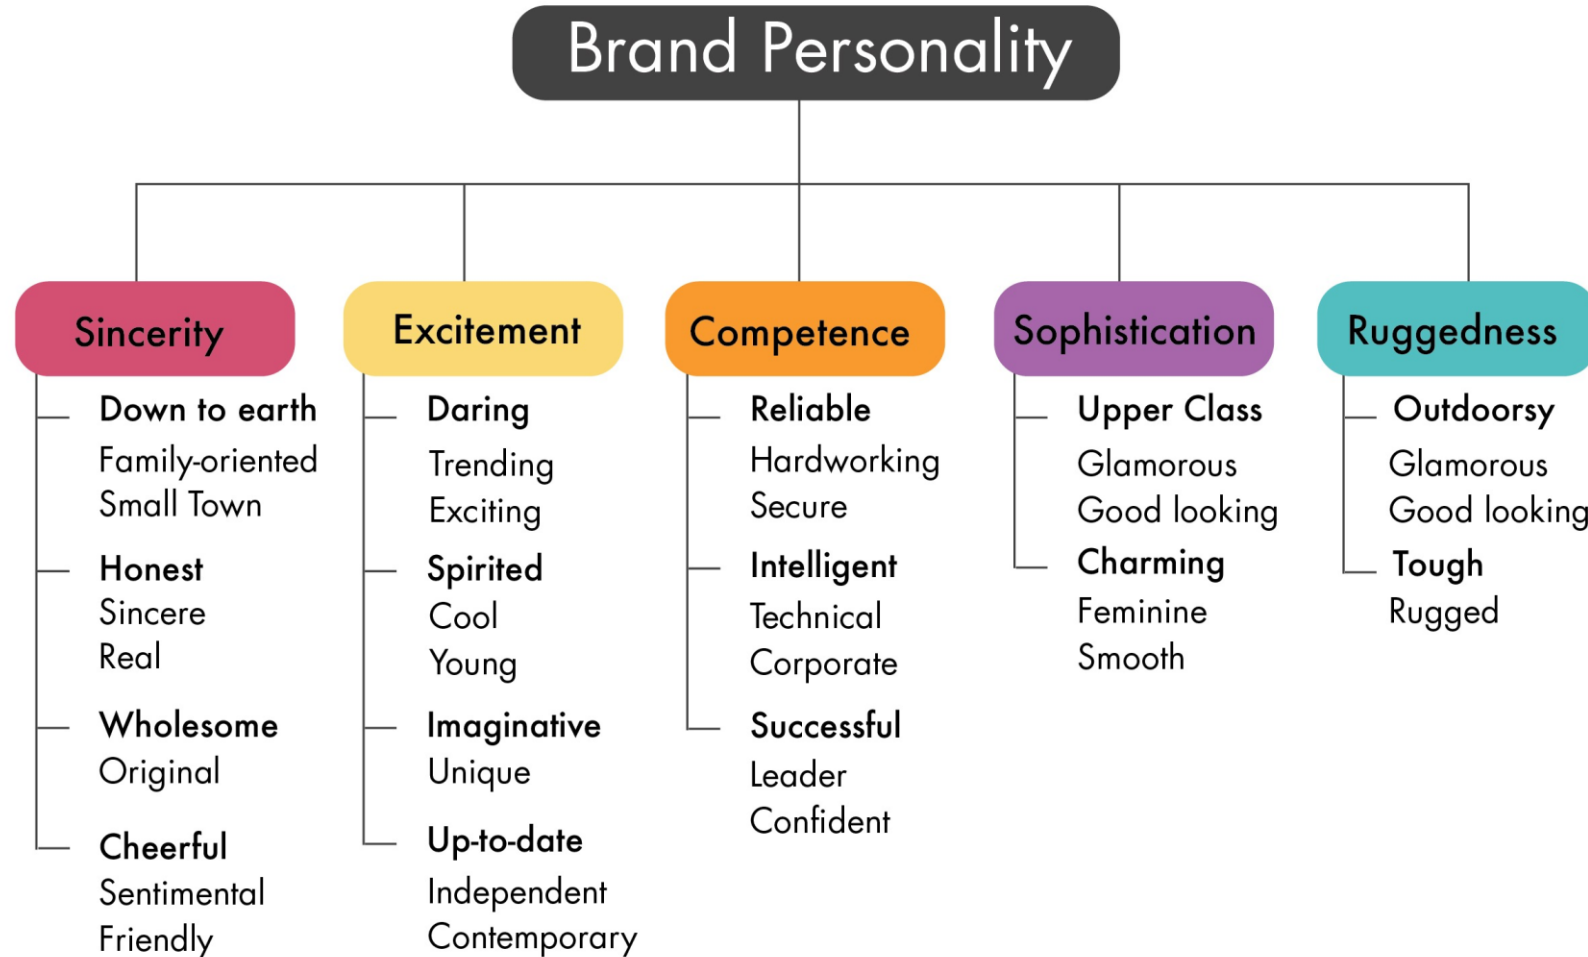 Brand Personality
Sincerity
Down to earth
Family-oriented
Small Town
Honest
Sincere
Real
Wholesome
Original
Cheerful
Sentimental
Friendly
Excitement
Daring
Trending
Exciting
Spirited
Cool
Young
Imaginative
Unique
Up-to-date
Independent
Contemporary
Competence
Reliable
Hardworking
Secure
Intelligent
Technical
Corporate
Successful
Leader
Confident
Sophistication
Upper Class
Glamorous
Good looking
Charming
Feminine
Smooth
Ruggedness
Outdoorsy
Glamorous
Good looking
Tough
Rugged